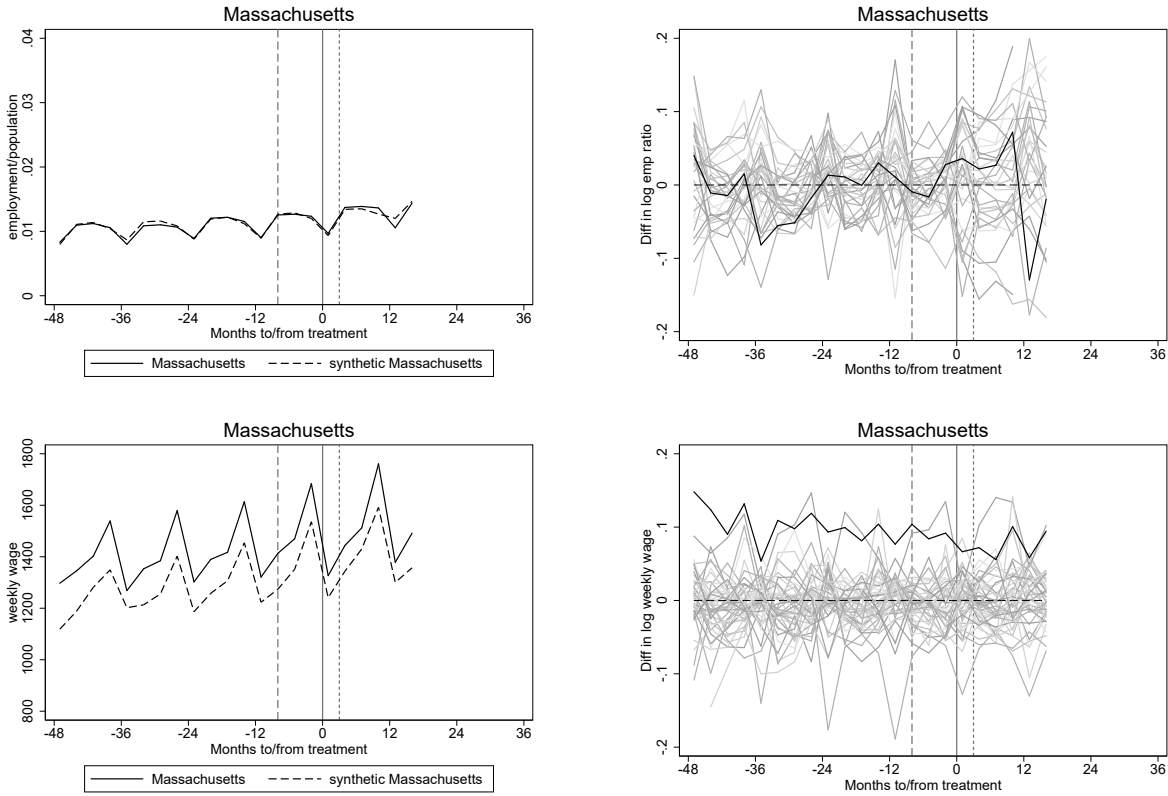 Massachusetts
employment/population
.04
.03
.02
.01
0
-48 -36 -24 -12 0 12 24 36
Months to/from treatment
Massachusetts synthetic Massachusetts
Massachusetts
Diff in log emp ratio
.2
.1
0
-.1
-.2
-48 -36 -24 -12 0 12 24 36
Months to/from treatment
Massachusetts
weekly wage
1800
1600
1400
1200
1000
800
-48 -36 -24 -12 0 12 24 36
Months to/from treatment
Massachusetts synthetic Massachusetts
Massachusetts
Diff in log weekly wage
.2
.1
0
-.1
-.2
-48 -36 -24 -12 0 12 24 36
Months to/from treatment